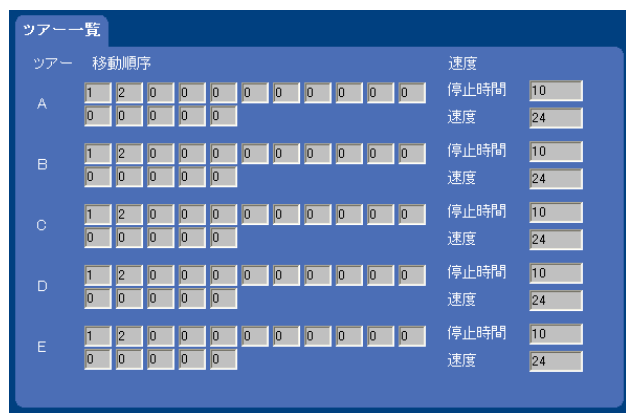 ツアー一覧
ツアー 移動順序 速度
A 1 2 0 0 0 0 0 0 0 0 0 停止時間 10
0 0 0 0 0 速度 24
B 1 2 0 0 0 0 0 0 0 0 0 停止時間 10
0 0 0 0 0 速度 24
C 1 2 0 0 0 0 0 0 0 0 0 停止時間 10
0 0 0 0 0 速度 24
D 1 2 0 0 0 0 0 0 0 0 0 停止時間 10
0 0 0 0 0 速度 24
E 1 2 0 0 0 0 0 0 0 0 0 停止時間 10
0 0 0 0 0 速度 24